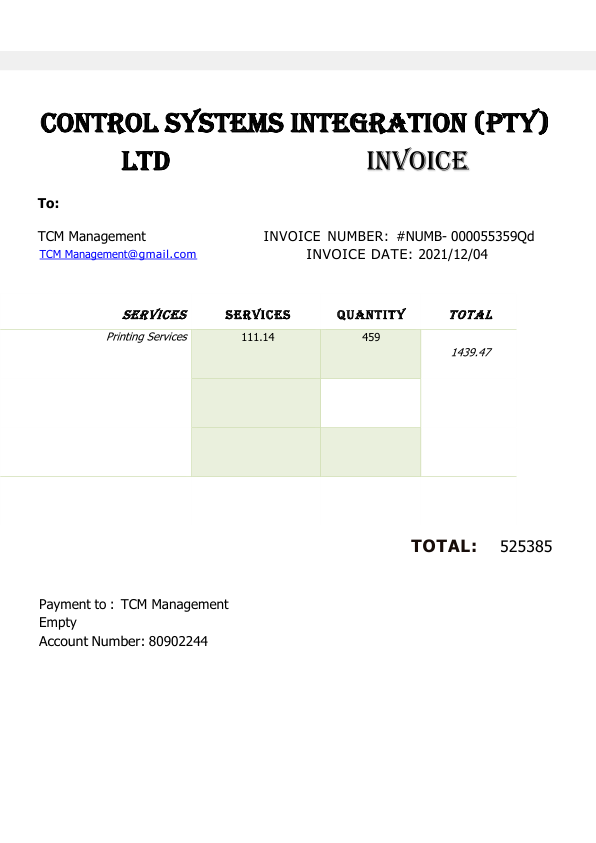 CONTROL SYSTEMS INTEGRATION (PTY)
LTD INVOICE
To:
TCM Management INVOICE NUMBER: #NUMB- 000055359Qd
TCM Management@gmail.com INVOICE DATE: 2021/12/04
SERVICES SERVICES QUANTITY TOTAL
Printing Services 111.14 459
1439.47
TOTAL: 525385
Payment to : TCM Management
Empty
Account Number: 80902244